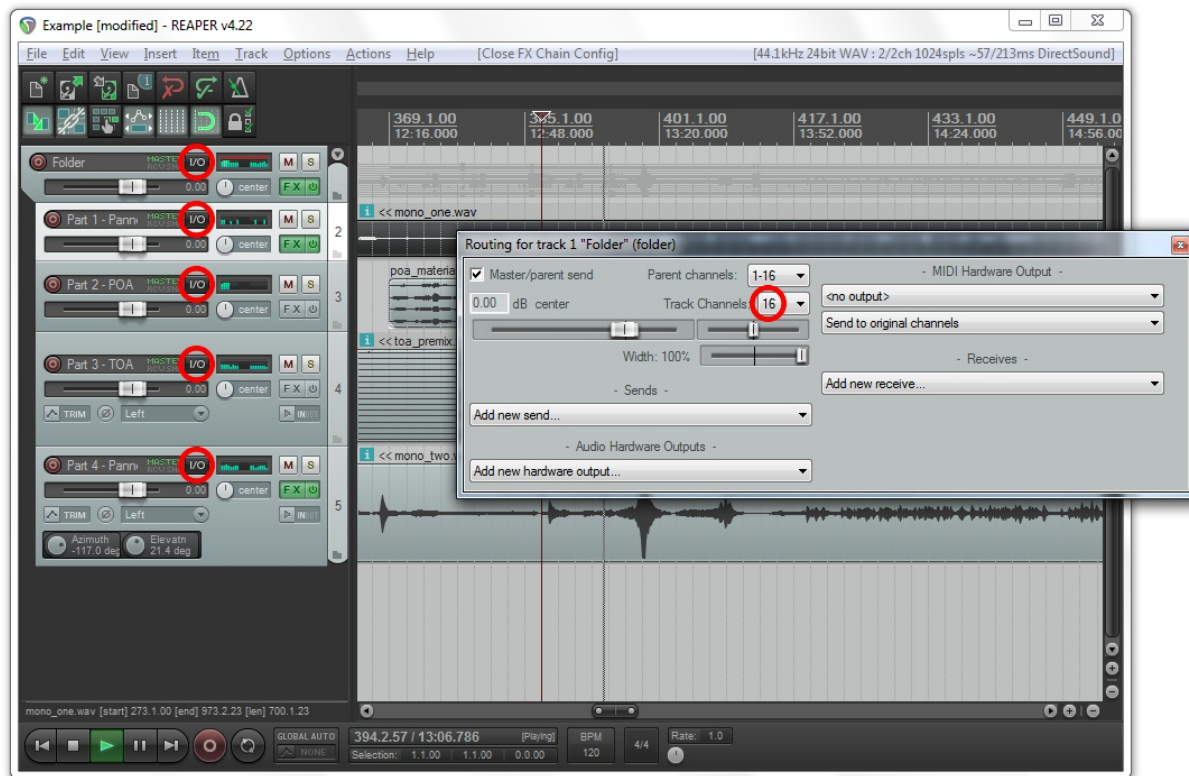 Example [modified] - REAPER v4.22
File Edit View Insert Item Track Options Actions Help [Close FX Chain Config] [44.1kHz 24bit WAV : 2/2ch 1024spls ~57/213ms DirectSound]
369.1.00 385.1.00 401.1.00 417.1.00 433.1.00 449.1.0
12:16.000 12:48.000 13:20.000 13:52.000 14:24.000 14:56.00
Folder MASTER I/O M S
0.00 center FX
i << mono_one.wav
Part 1 - Panne MASTER I/O M S
0.00 center FX
2
Routing for track 1 "Folder" (folder)
Master/parent send Parent channels: 1-16 - MIDI Hardware Output -
0.00 dB center Track Channels: 16 <no output>
Send to original channels
Width: 100% - Receives -
- Sends - Add new receive...
Add new send...
- Audio Hardware Outputs -
Add new hardware output...
poa_materia
Part 2 - POA MASTER I/O M S
0.00 center FX
3
i << toa_premix.
Part 3 - TOA MASTER I/O M S
0.00 center FX
4
TRIM Left IN OUT
i << mono_two.
Part 4 - Panne MASTER I/O M S
0.00 center FX
5
TRIM Left IN OUT
Azimuth Elevatn
-117.0 deg 21.4 deg
mono_one.wav [start] 273.1.00 [end] 973.2.23 [len] 700.1.23
GLOBAL AUTO 394.2.57 / 13:06.786 [Playing] BPM 4/4 Rate: 1.0
NONE Selection: 1.1.00 1.1.00 0.0.00 120